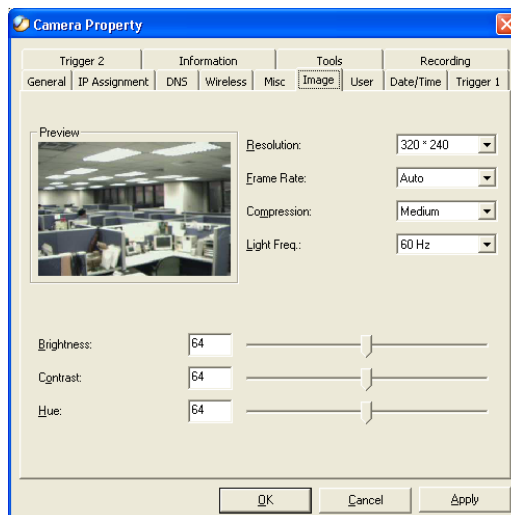 Camera Property
Trigger 2 Information Tools Recording
General IP Assignment DNS Wireless Misc Image User Date/Time Trigger 1
Preview
Resolution: 320 * 240
Frame Rate: Auto
Compression: Medium
Light Freq.: 60 Hz
Brightness: 64
Contrast: 64
Hue: 64
OK Cancel Apply